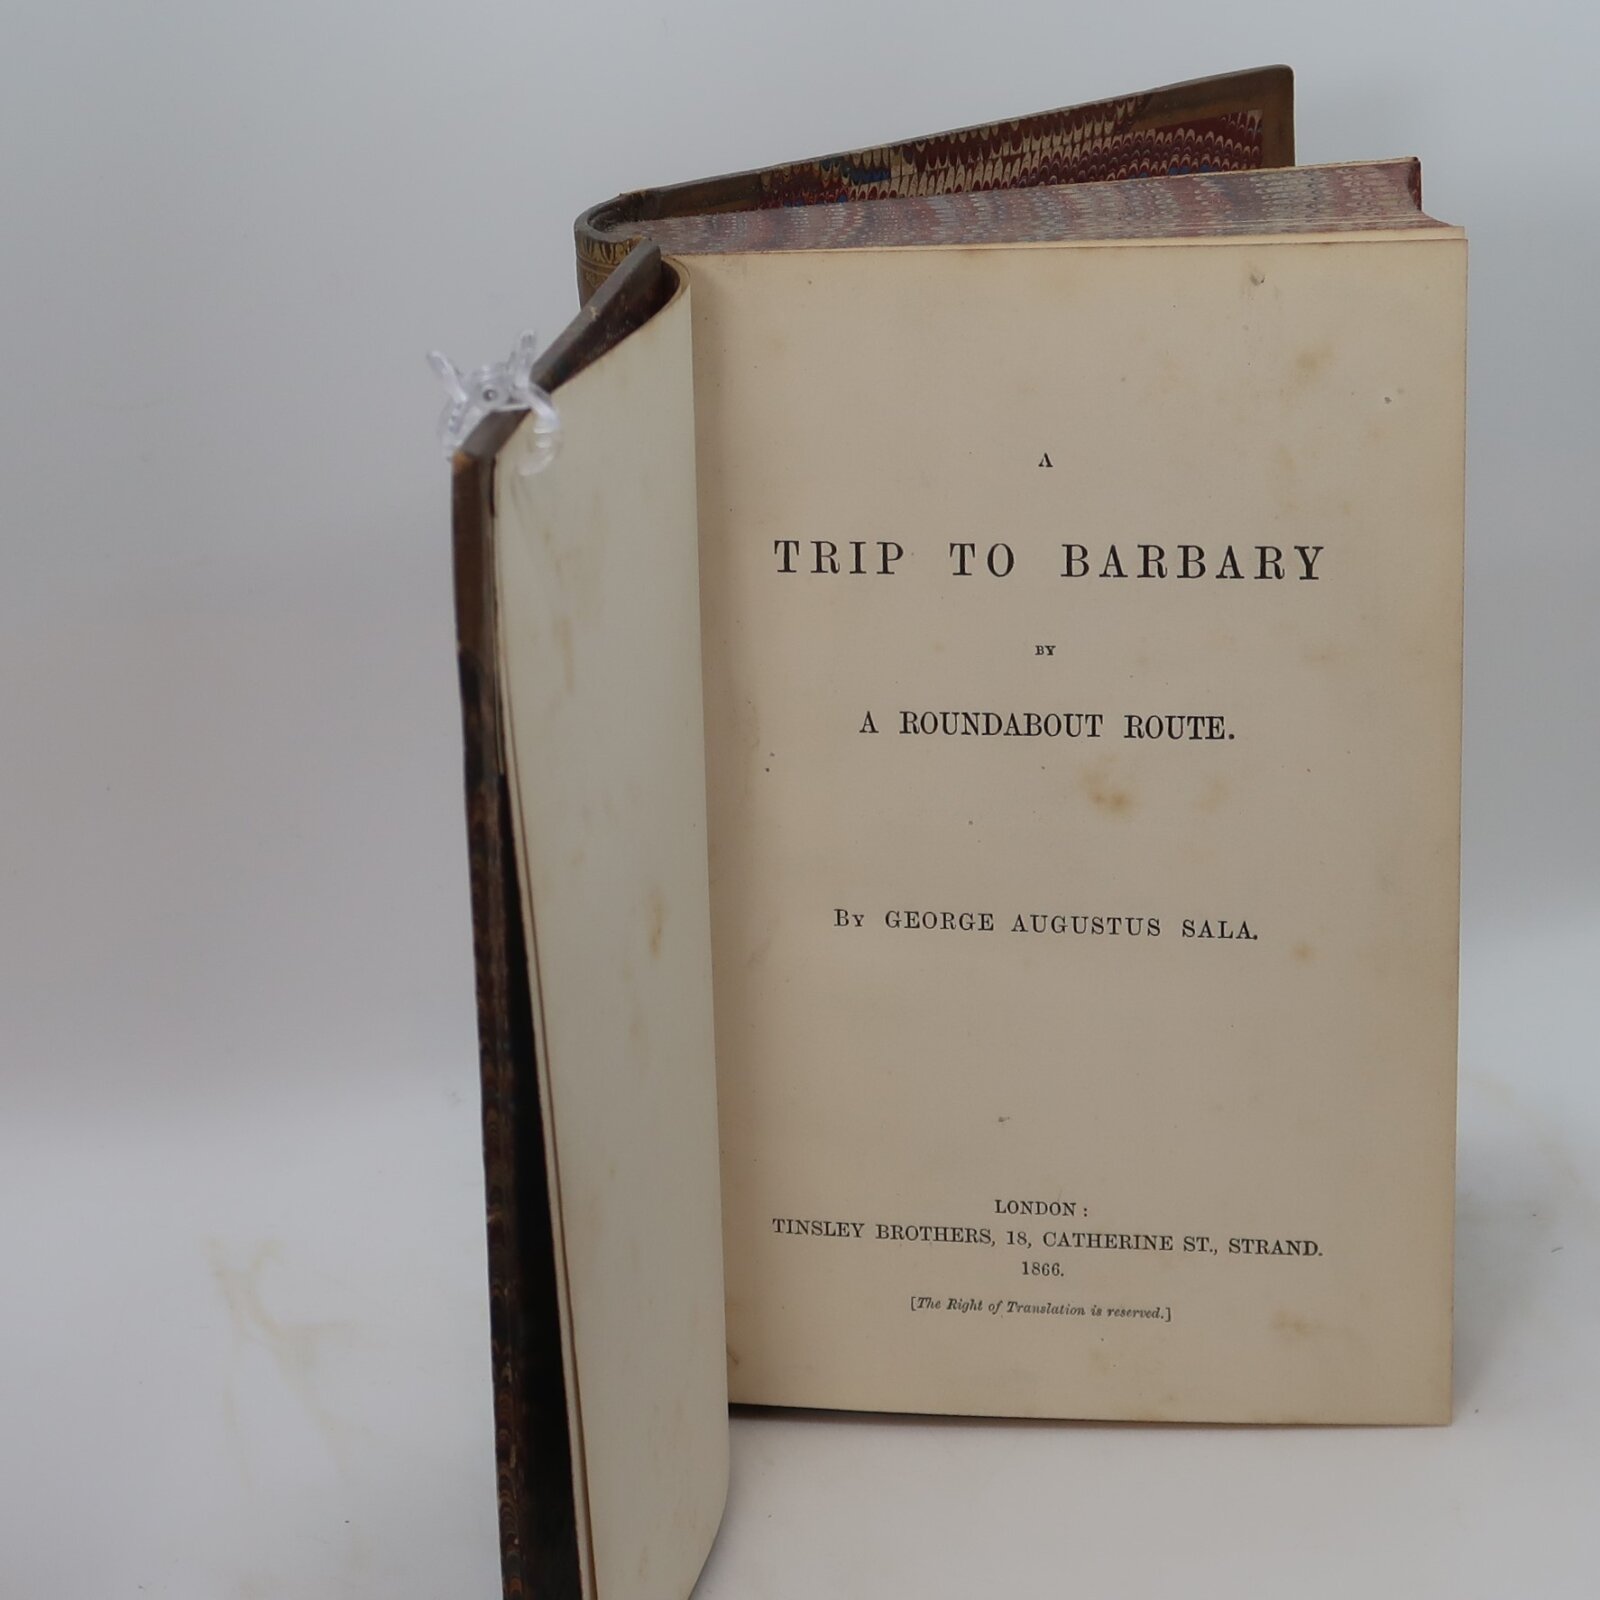 A
TRIP TO BARBARY
BY
A ROUNDABOUT ROUTE.
By GEORGE AUGUSTUS SALA.
LONDON:
TINSLEY BROTHERS, 18, CATHERINE ST., STRAND.
1866.
[The Right of Translation is reserved.]